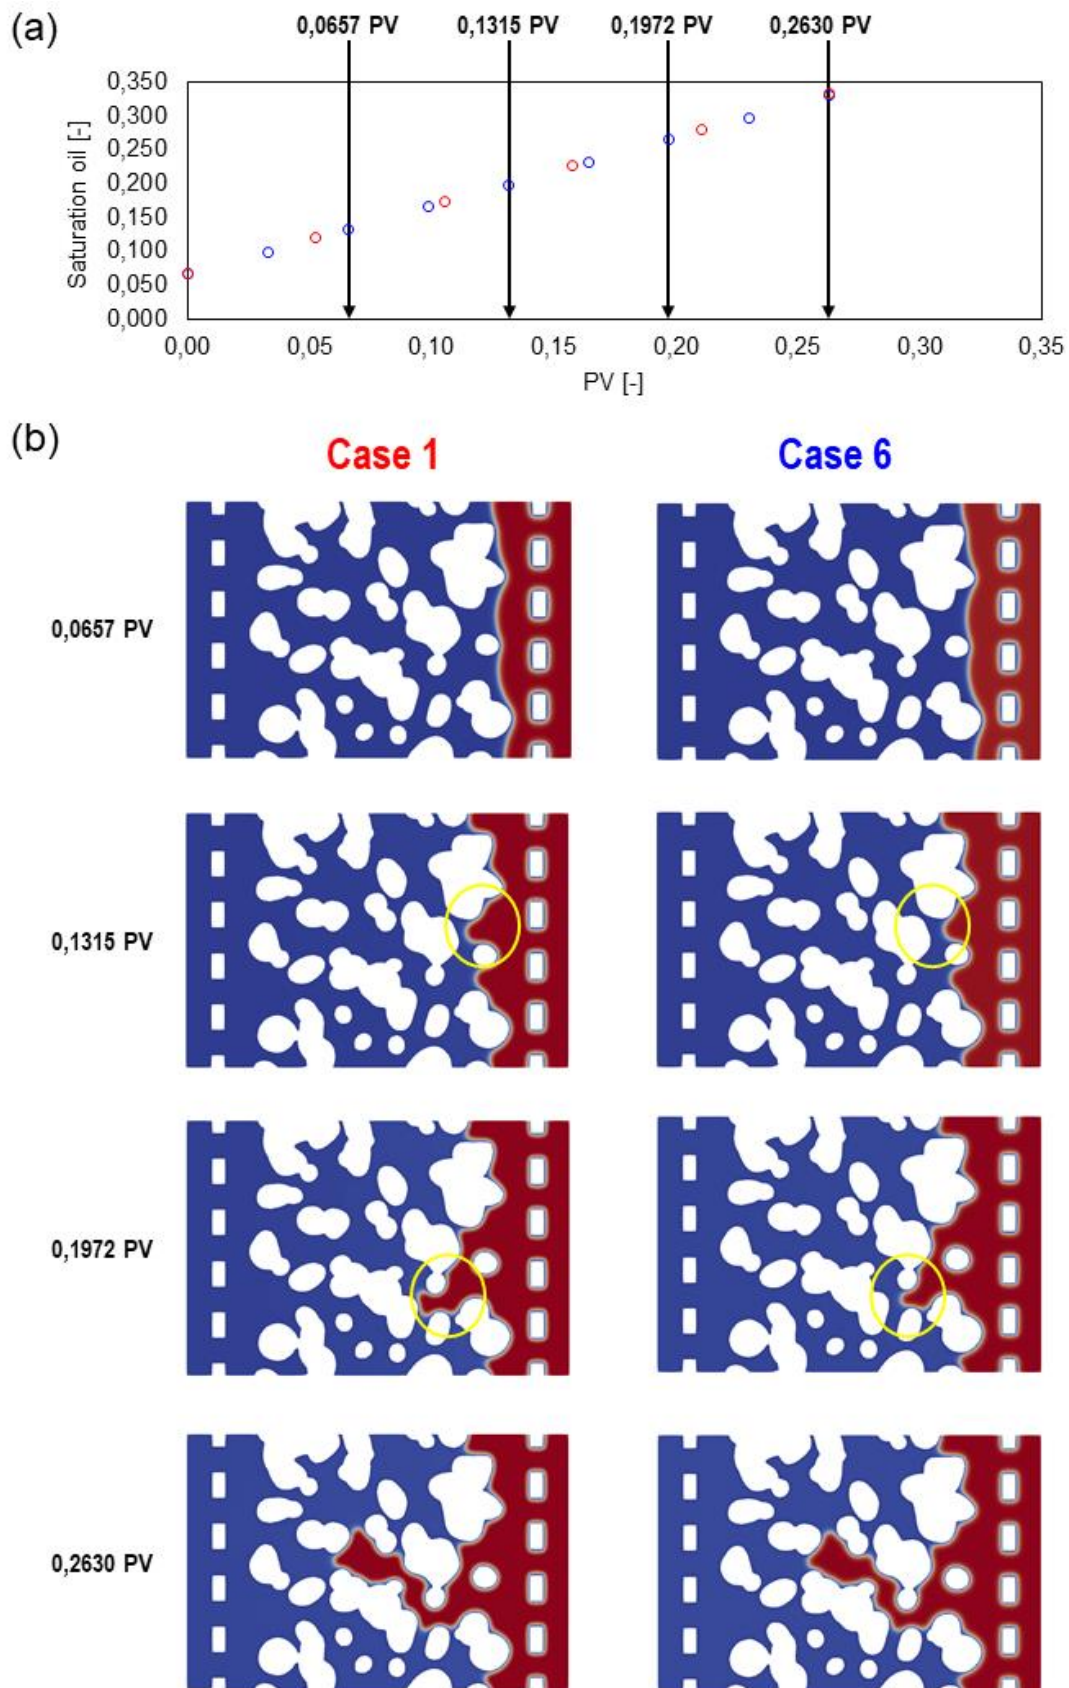 (a)
0,0657 PV 0,1315 PV 0,1972 PV 0,2630 PV
Saturation oil [-]
0,350
0,300
0,250
0,200
0,150
0,100
0,050
0,000
0,00 0,05 0,10 0,15 0,20 0,25 0,30 0,35
PV [-]
(b)
Case 1 Case 6
0,0657 PV
0,1315 PV
0,1972 PV
0,2630 PV